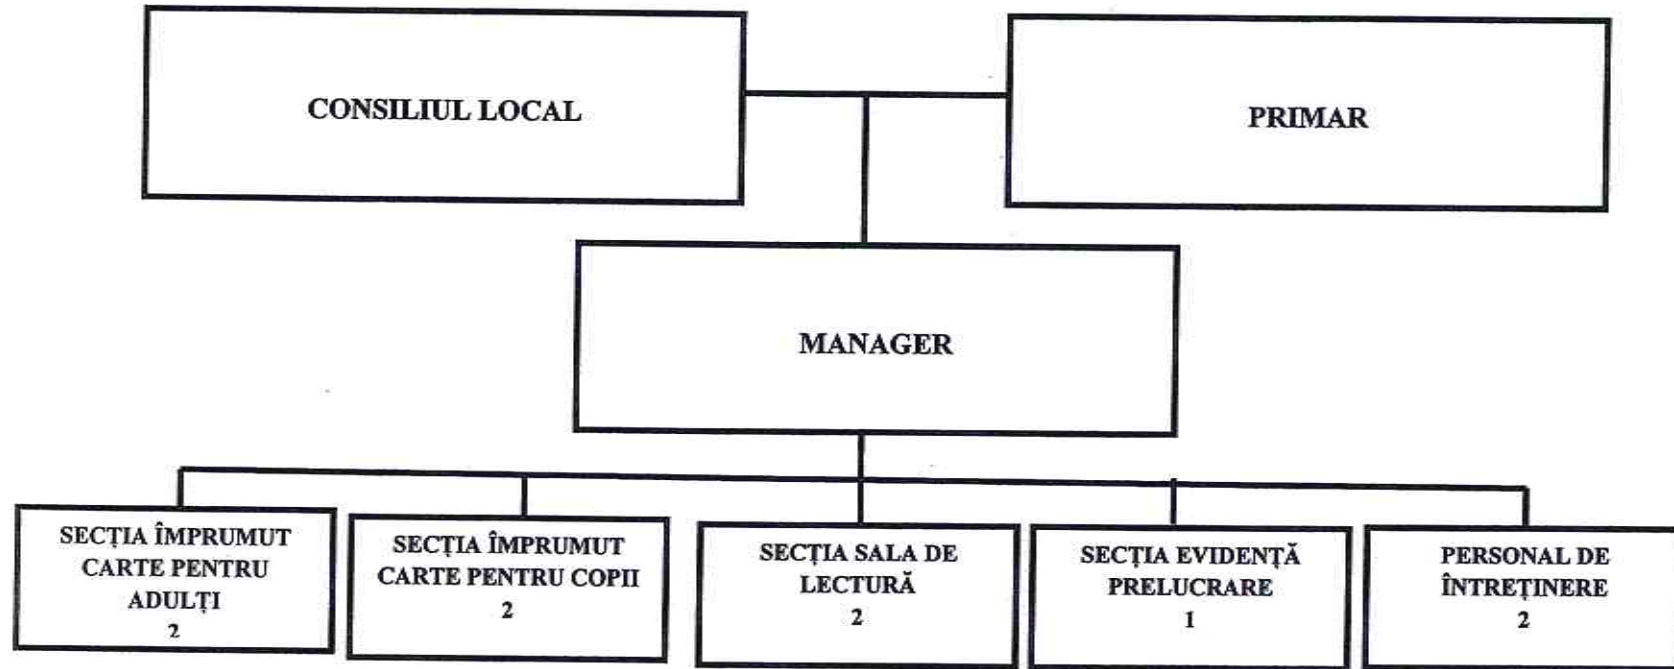 CONSILIUL LOCAL
PRIMAR
MANAGER
SECȚIA ÎMPRUMUT
CARTE PENTRU
ADULȚI
2
SECȚIA ÎMPRUMUT
CARTE PENTRU COPII
2
SECȚIA SALA DE
LECTURĂ
2
SECȚIA EVIDENȚĂ
PRELUCRARE
1
PERSONAL DE
ÎNTREȚINERE
2